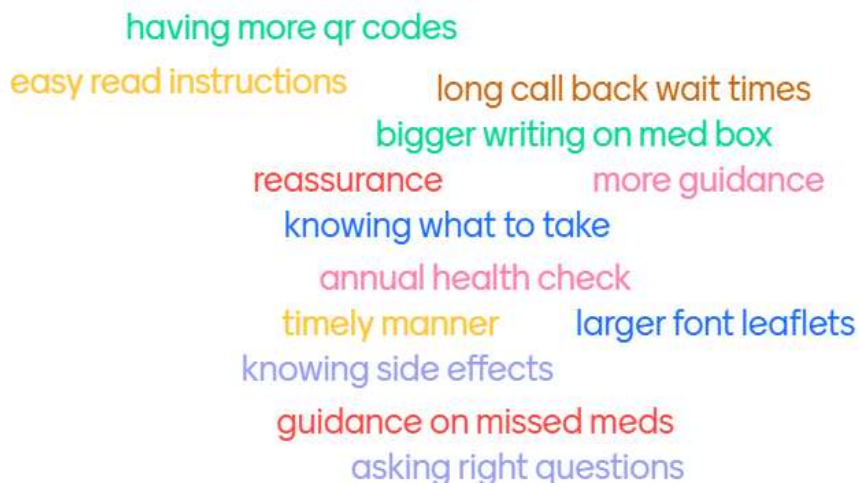 having more qr codes
easy read instructions
long call back wait times
bigger writing on med box
reassurance
more guidance
knowing what to take
annual health check
timely manner
larger font leaflets
knowing side effects
guidance on missed meds
asking right questions